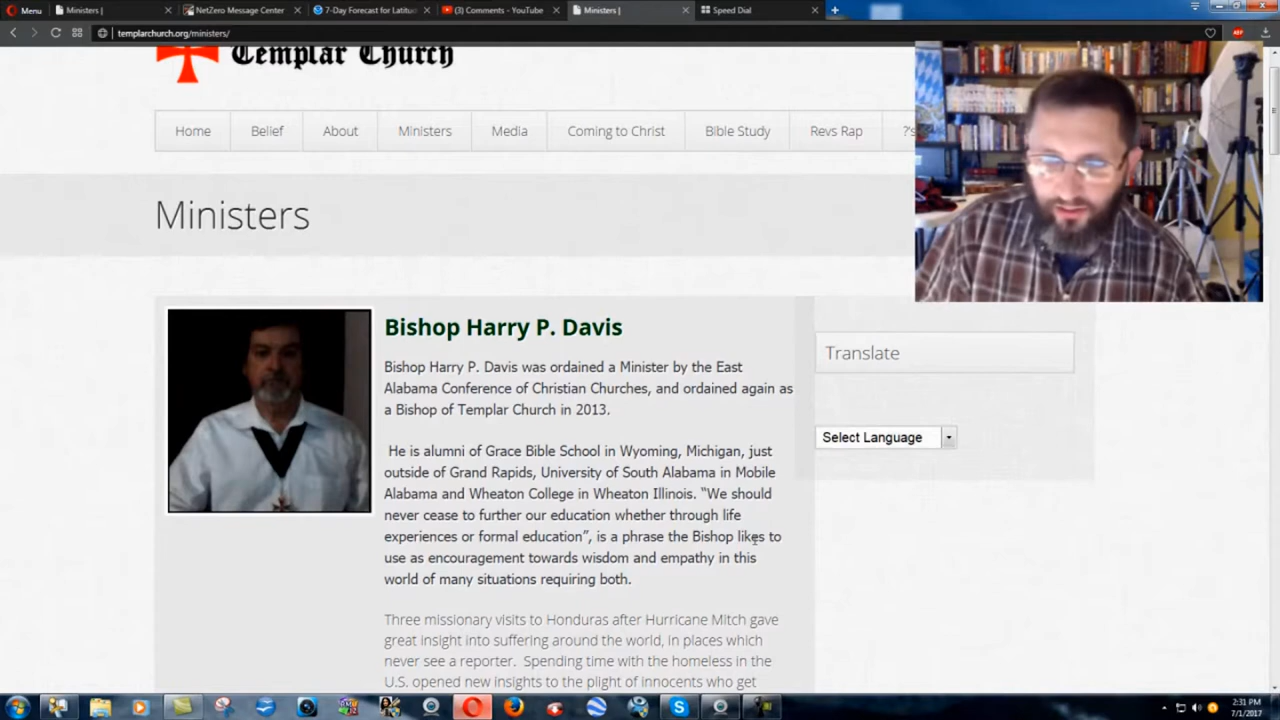 Menu
Ministers |
NetZero Message Center
7-Day Forecast for Latitud
(3) Comments - YouTube
Ministers |
Speed Dial
templarchurch.org/ministers/
Templar Church
Home
Belief
About
Ministers
Media
Coming to Christ
Bible Study
Revs Rap
Ministers
Bishop Harry P. Davis
Bishop Harry P. Davis was ordained a Minister by the East
Alabama Conference of Christian Churches, and ordained again as
a Bishop of Templar Church in 2013.
He is alumni of Grace Bible School in Wyoming, Michigan, just
outside of Grand Rapids, University of South Alabama in Mobile
Alabama and Wheaton College in Wheaton Illinois. “We should
never cease to further our education whether through life
experiences or formal education”, is a phrase the Bishop likes to
use as encouragement towards wisdom and empathy in this
world of many situations requiring both.
Three missionary visits to Honduras after Hurricane Mitch gave
great insight into suffering around the world, in places which
never see a reporter. Spending time with the homeless in the
U.S. opened new insights to the plight of innocents who get
Translate
Select Language
2:31 PM
7/1/2017